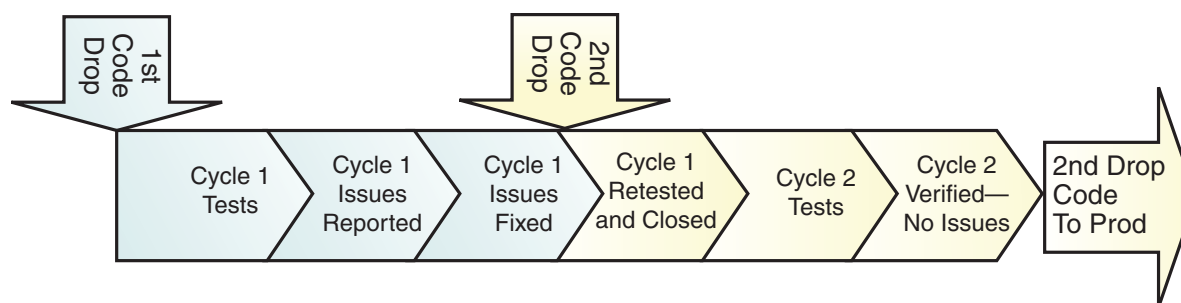 1st
Code
Drop
2nd
Code
Drop
Cycle 1
Tests
Cycle 1
Issues
Reported
Cycle 1
Issues
Fixed
Cycle 1
Retested
and Closed
Cycle 2
Tests
Cycle 2
Verified—
No Issues
2nd Drop
Code
To Prod